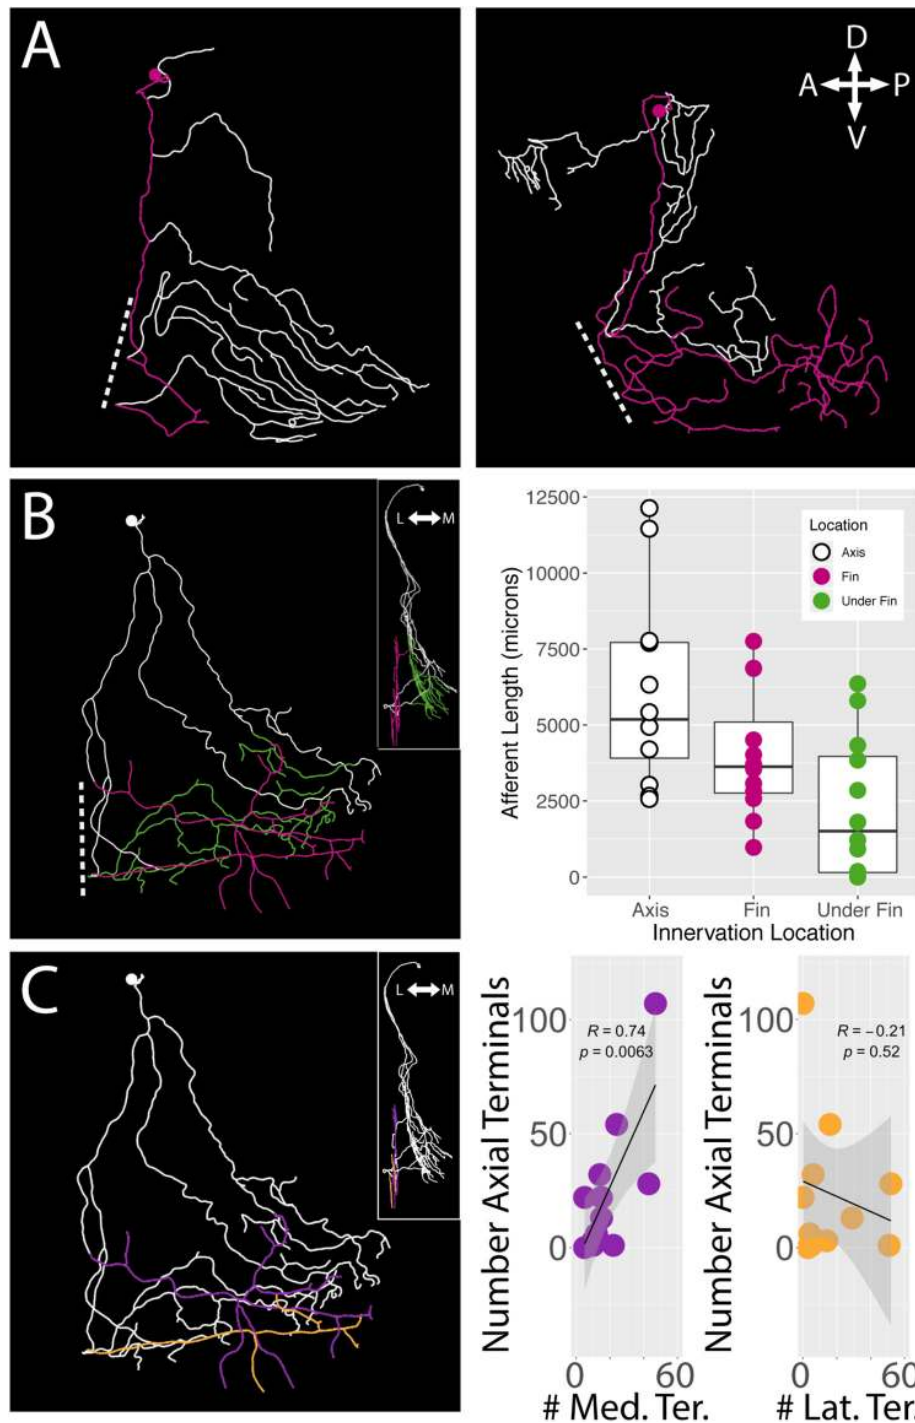 A
D
A P
V
B
L M
12500
10000
7500
5000
2500
0
Afferent Length (microns)
Location
Axis
Fin
Under Fin
Axis Fin Under Fin
Innervation Location
C
L M
Number Axial Terminals
100
50
0
R = 0.74
p = 0.0063
0 60
# Med. Ter.
Number Axial Terminals
100
50
0
R = −0.21
p = 0.52
0 60
# Lat. Ter.